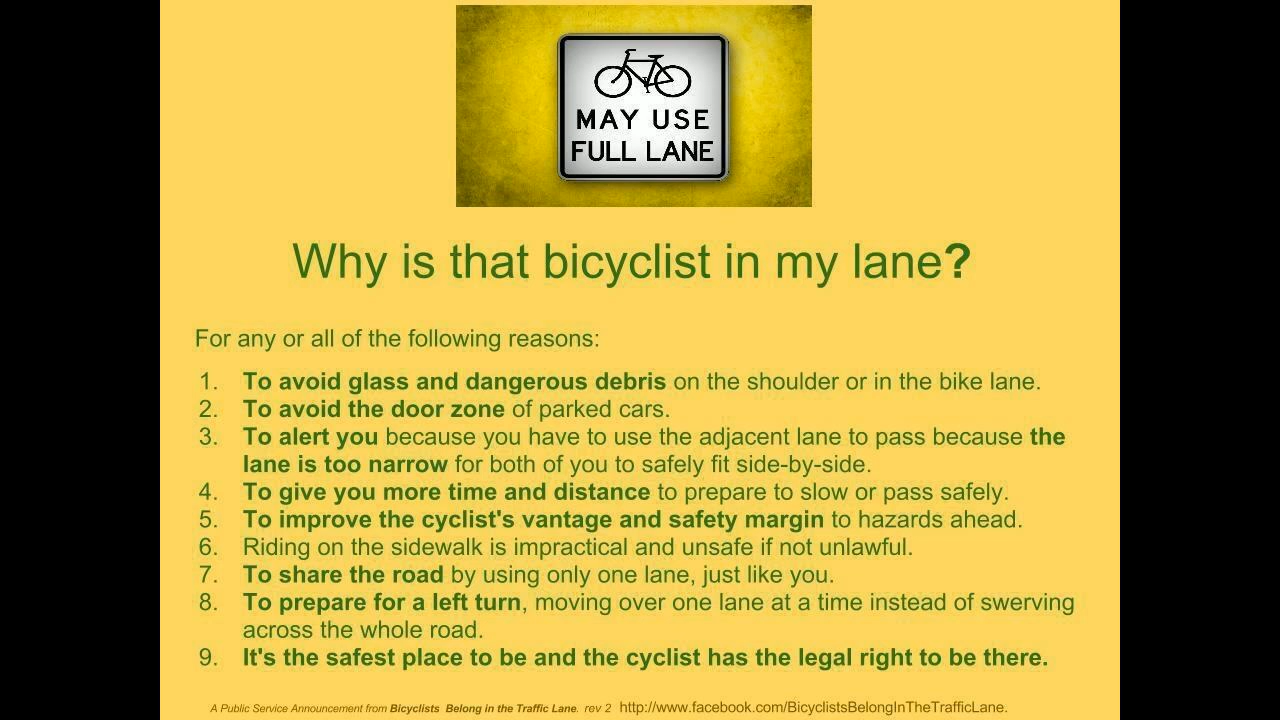 MAY USE
FULL LANE
Why is that bicyclist in my lane?
For any or all of the following reasons:
1. To avoid glass and dangerous debris on the shoulder or in the bike lane.
2. To avoid the door zone of parked cars.
3. To alert you because you have to use the adjacent lane to pass because the
lane is too narrow for both of you to safely fit side-by-side.
4. To give you more time and distance to prepare to slow or pass safely.
5. To improve the cyclist's vantage and safety margin to hazards ahead.
6. Riding on the sidewalk is impractical and unsafe if not unlawful.
7. To share the road by using only one lane, just like you.
8. To prepare for a left turn, moving over one lane at a time instead of swerving
across the whole road.
9. It's the safest place to be and the cyclist has the legal right to be there.
A Public Service Announcement from Bicyclists Belong in the Traffic Lane. rev 2 http://www.facebook.com/BicyclistsBelongInTheTrafficLane.